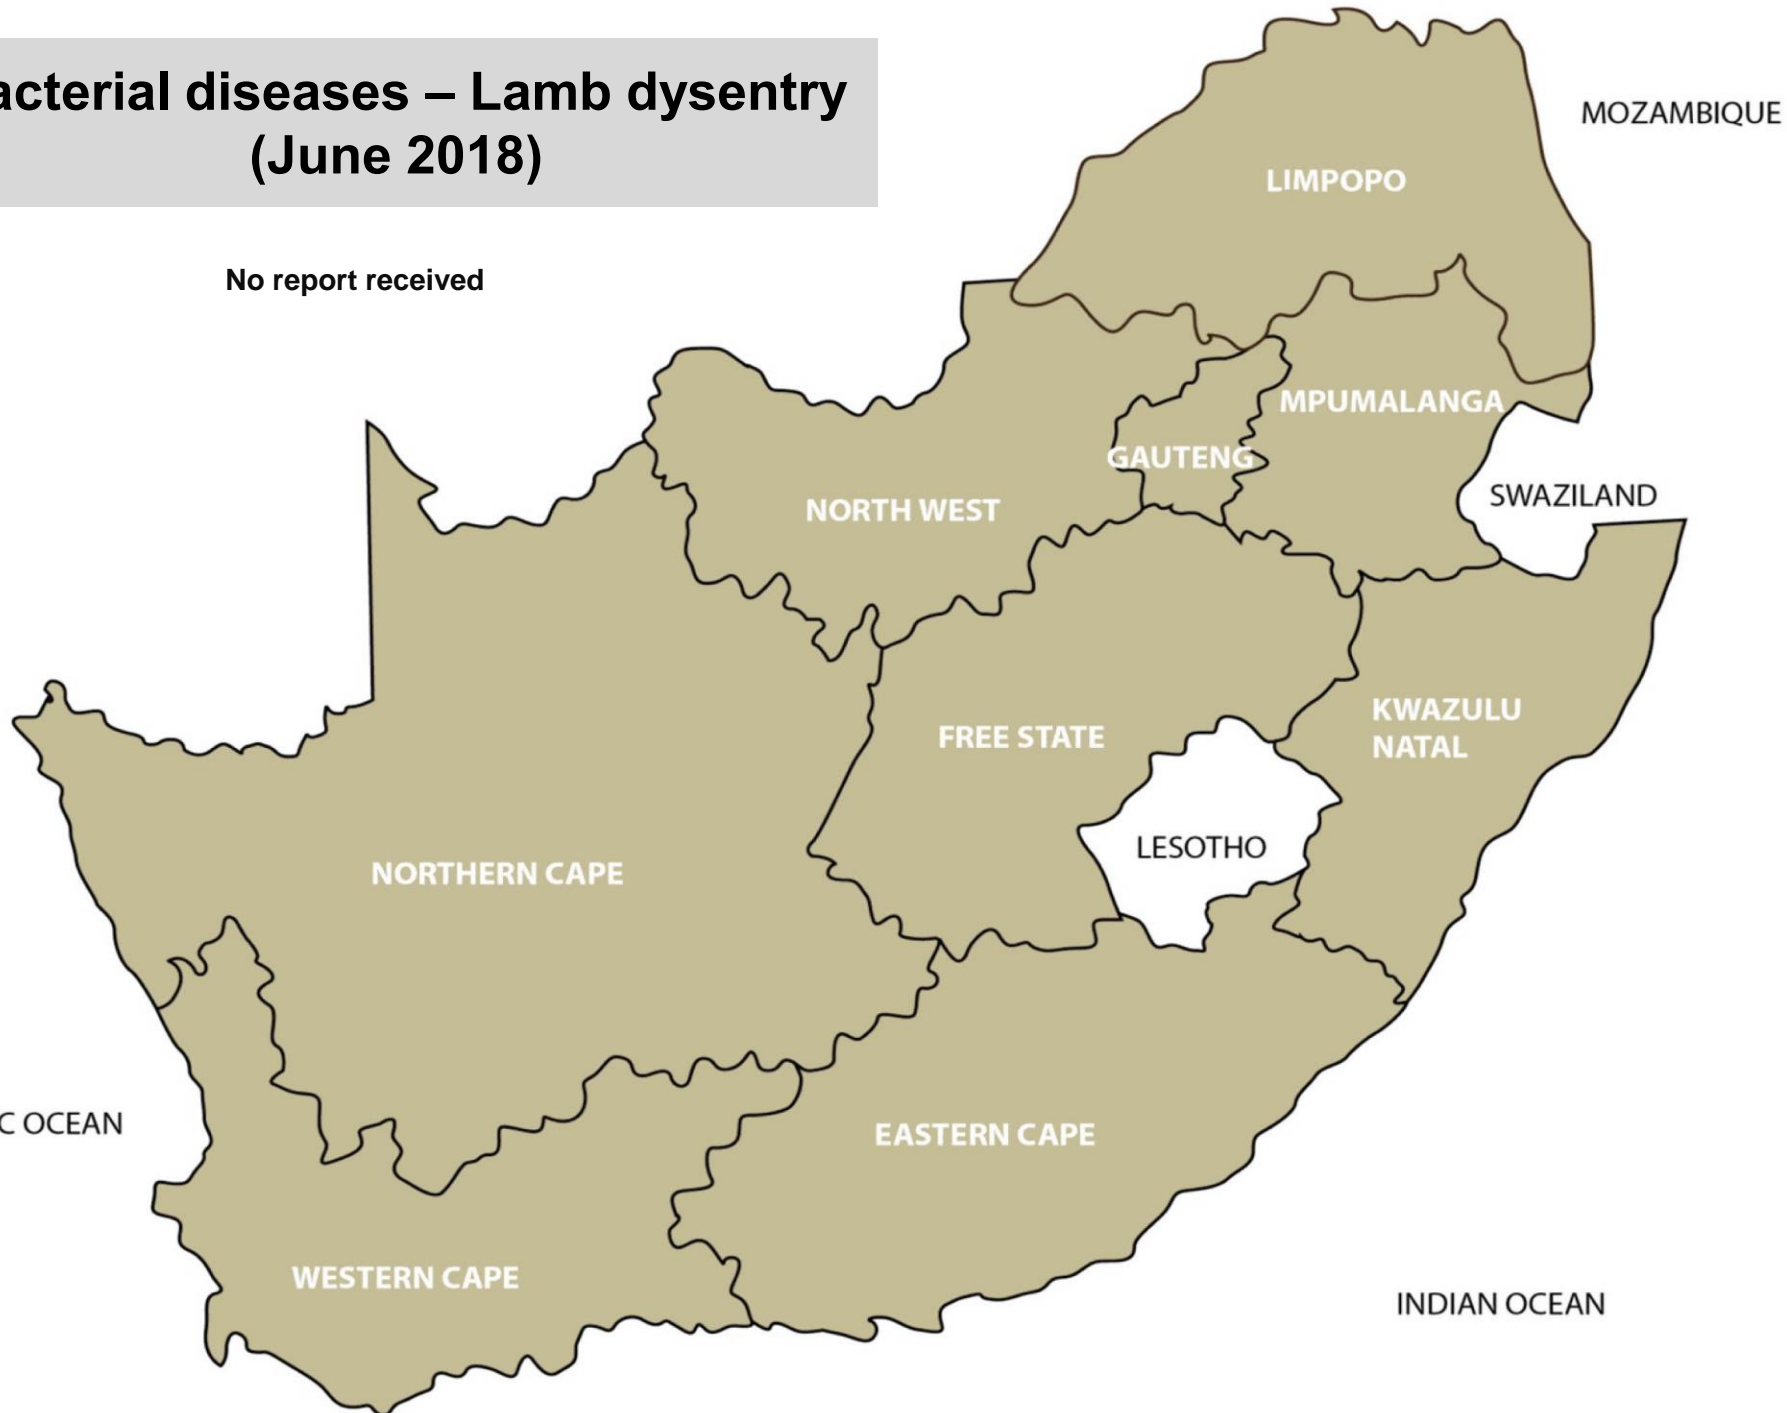 acterial diseases – Lamb dysentry
(June 2018)
MOZAMBIQUE
LIMPOPO
No report received
MPUMALANGA
GAUTENG
SWAZILAND
NORTH WEST
KWAZULU
NATAL
FREE STATE
LESOTHO
NORTHERN CAPE
C OCEAN
EASTERN CAPE
WESTERN CAPE
INDIAN OCEAN